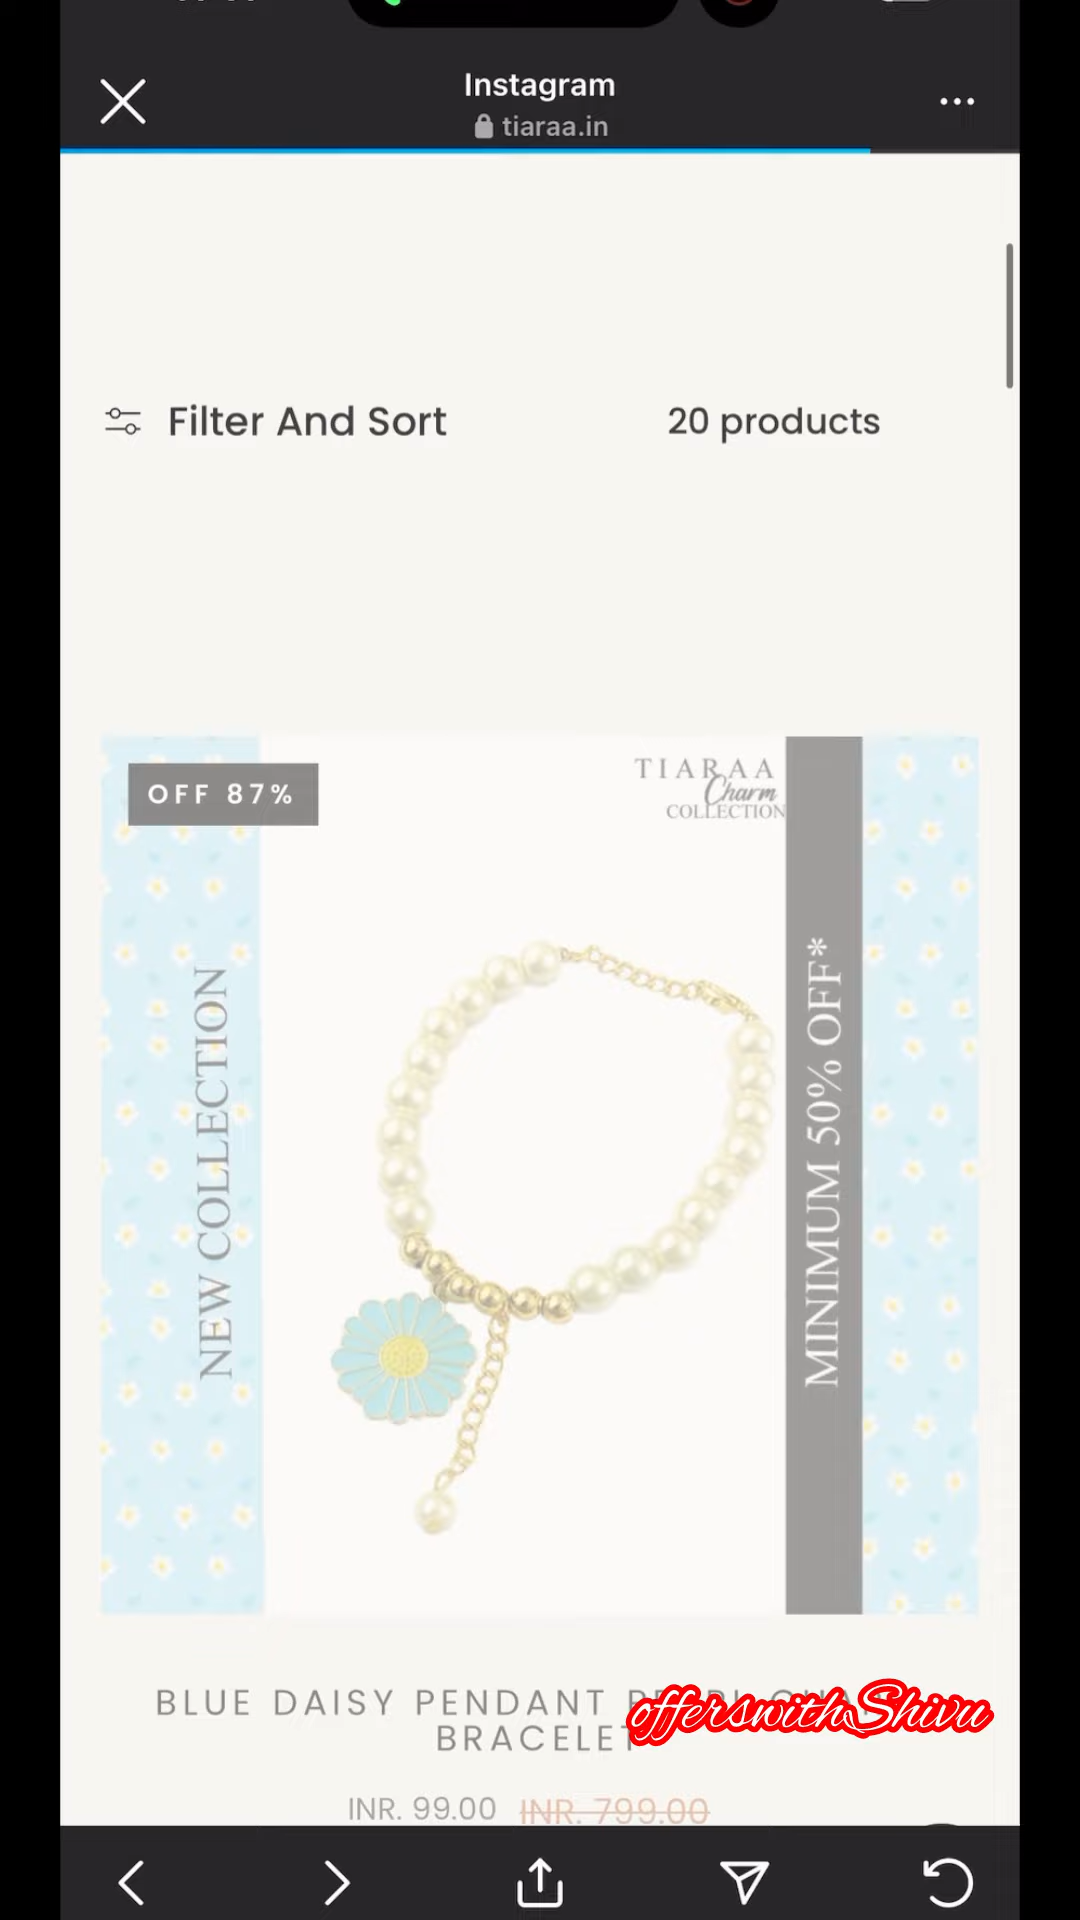 Instagram
tiaraa.in
Filter And Sort
20 products
OFF 87%
TIARAA
Charm
COLLECTION
NEW COLLECTION
MINIMUM 50% OFF*
BLUE DAISY PENDANT
BRACELET
offerswithShivu
INR. 99.00 INR. 799.00